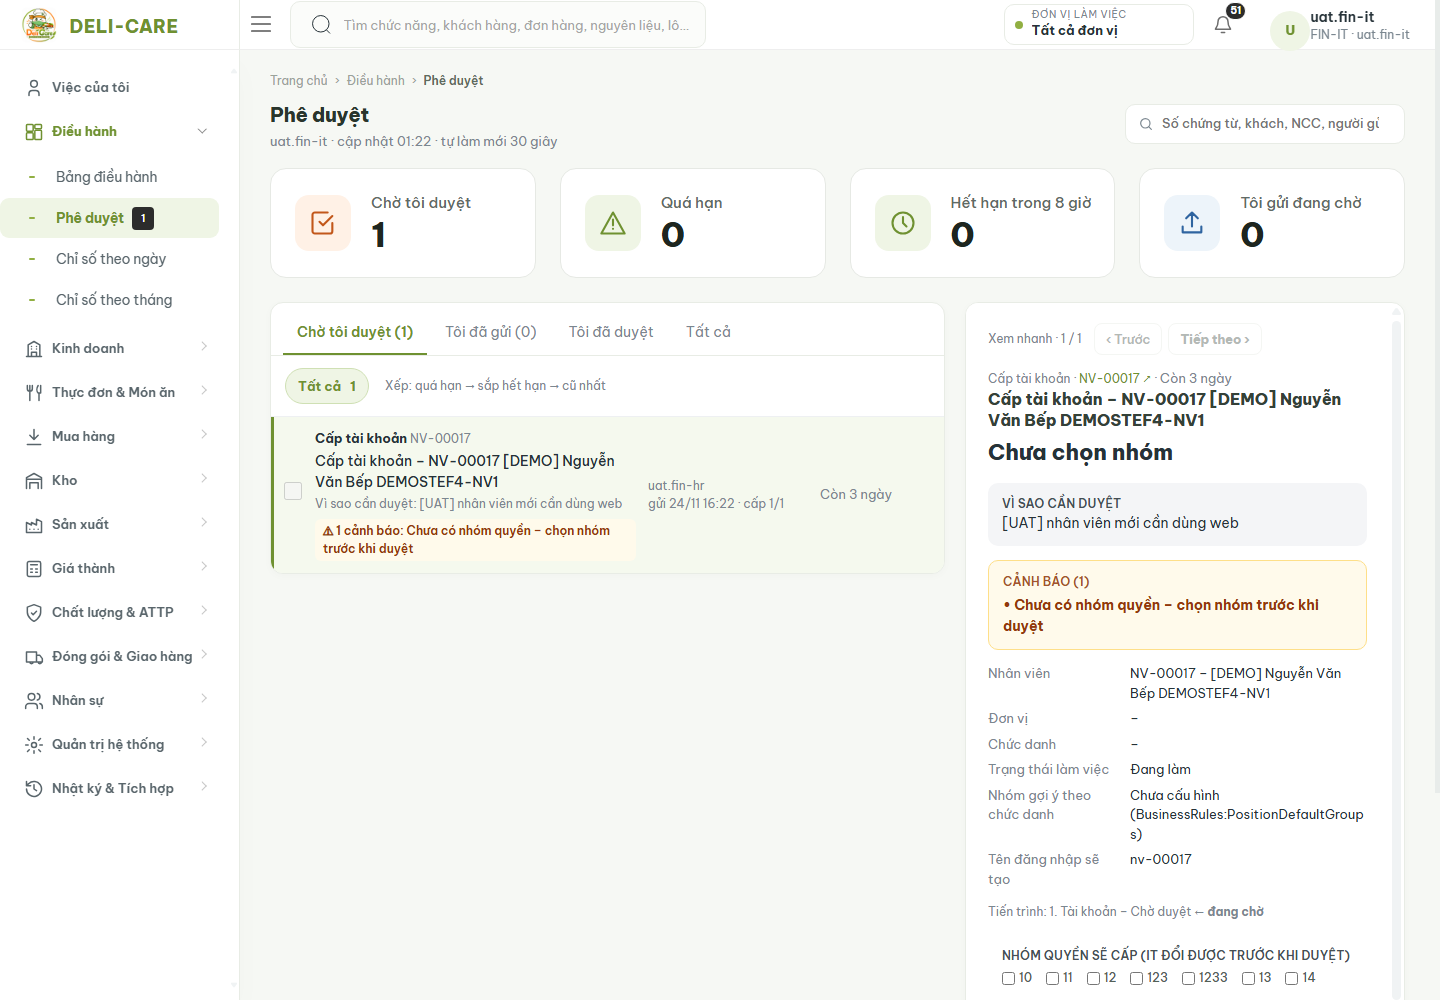 DELI-CARE
Tìm chức năng, khách hàng, đơn hàng, nguyên liệu, lô...
ĐƠN VỊ LÀM VIỆC
Tất cả đơn vị
51
U
uat.fin-it
FIN-IT · uat.fin-it
Việc của tôi
Điều hành
Bảng điều hành
Phê duyệt 1
Chỉ số theo ngày
Chỉ số theo tháng
Kinh doanh
Thực đơn & Món ăn
Mua hàng
Kho
Sản xuất
Giá thành
Chất lượng & ATTP
Đóng gói & Giao hàng
Nhân sự
Quản trị hệ thống
Nhật ký & Tích hợp
Trang chủ › Điều hành › Phê duyệt
Phê duyệt
uat.fin-it · cập nhật 01:22 · tự làm mới 30 giây
Số chứng từ, khách, NCC, người gử
Chờ tôi duyệt
1
Quá hạn
0
Hết hạn trong 8 giờ
0
Tôi gửi đang chờ
0
Chờ tôi duyệt (1) Tôi đã gửi (0) Tôi đã duyệt Tất cả
Tất cả 1 Xếp: quá hạn → sắp hết hạn → cũ nhất
Cấp tài khoản NV-00017
Cấp tài khoản – NV-00017 [DEMO] Nguyễn
Văn Bếp DEMOSTEF4-NV1
Vì sao cần duyệt: [UAT] nhân viên mới cần dùng web
⚠ 1 cảnh báo: Chưa có nhóm quyền – chọn nhóm
trước khi duyệt
uat.fin-hr
gửi 24/11 16:22 · cấp 1/1
Còn 3 ngày
Xem nhanh · 1 / 1 ‹ Trước Tiếp theo ›
Cấp tài khoản · NV-00017 ↗ · Còn 3 ngày
Cấp tài khoản – NV-00017 [DEMO] Nguyễn
Văn Bếp DEMOSTEF4-NV1
Chưa chọn nhóm
VÌ SAO CẦN DUYỆT
[UAT] nhân viên mới cần dùng web
CẢNH BÁO (1)
• Chưa có nhóm quyền – chọn nhóm trước khi
duyệt
Nhân viên NV-00017 – [DEMO] Nguyễn Văn
Bếp DEMOSTEF4-NV1
Đơn vị –
Chức danh –
Trạng thái làm việc Đang làm
Nhóm gợi ý theo Chưa cấu hình
chức danh (BusinessRules:PositionDefaultGroup
s)
Tên đăng nhập sẽ nv-00017
tạo
Tiến trình: 1. Tài khoản – Chờ duyệt ← đang chờ
NHÓM QUYỀN SẼ CẤP (IT ĐỔI ĐƯỢC TRƯỚC KHI DUYỆT)
10 11 12 123 1233 13 14